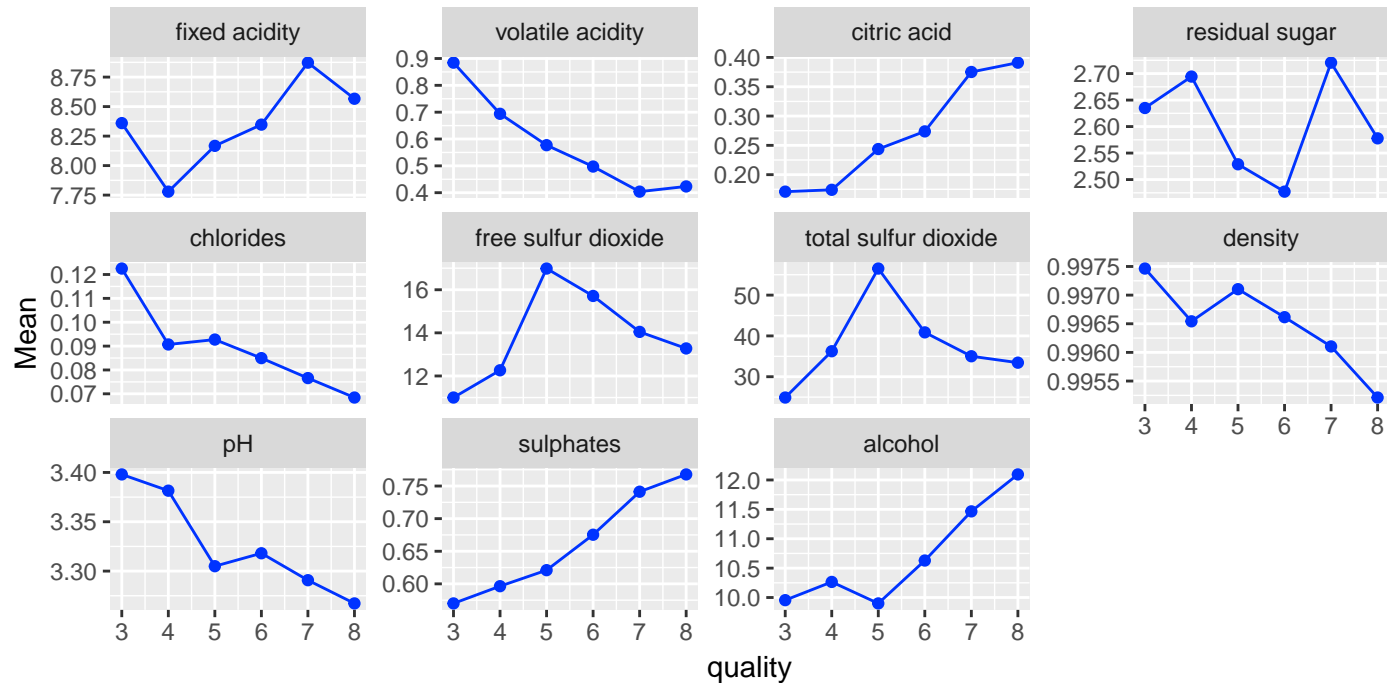 fixed acidity
volatile acidity
citric acid
residual sugar
8.75
8.50
8.25
8.00
7.75
0.9
0.8
0.7
0.6
0.5
0.4
0.40
0.35
0.30
0.25
0.20
2.70
2.65
2.60
2.55
2.50
chlorides
free sulfur dioxide
total sulfur dioxide
density
0.12
0.11
0.10
0.09
0.08
0.07
16
14
12
50
40
30
0.9975
0.9970
0.9965
0.9960
0.9955
3 4 5 6 7 8
Mean
pH
sulphates
alcohol
3.40
3.35
3.30
0.75
0.70
0.65
0.60
12.0
11.5
11.0
10.5
10.0
3 4 5 6 7 8
3 4 5 6 7 8
3 4 5 6 7 8
quality